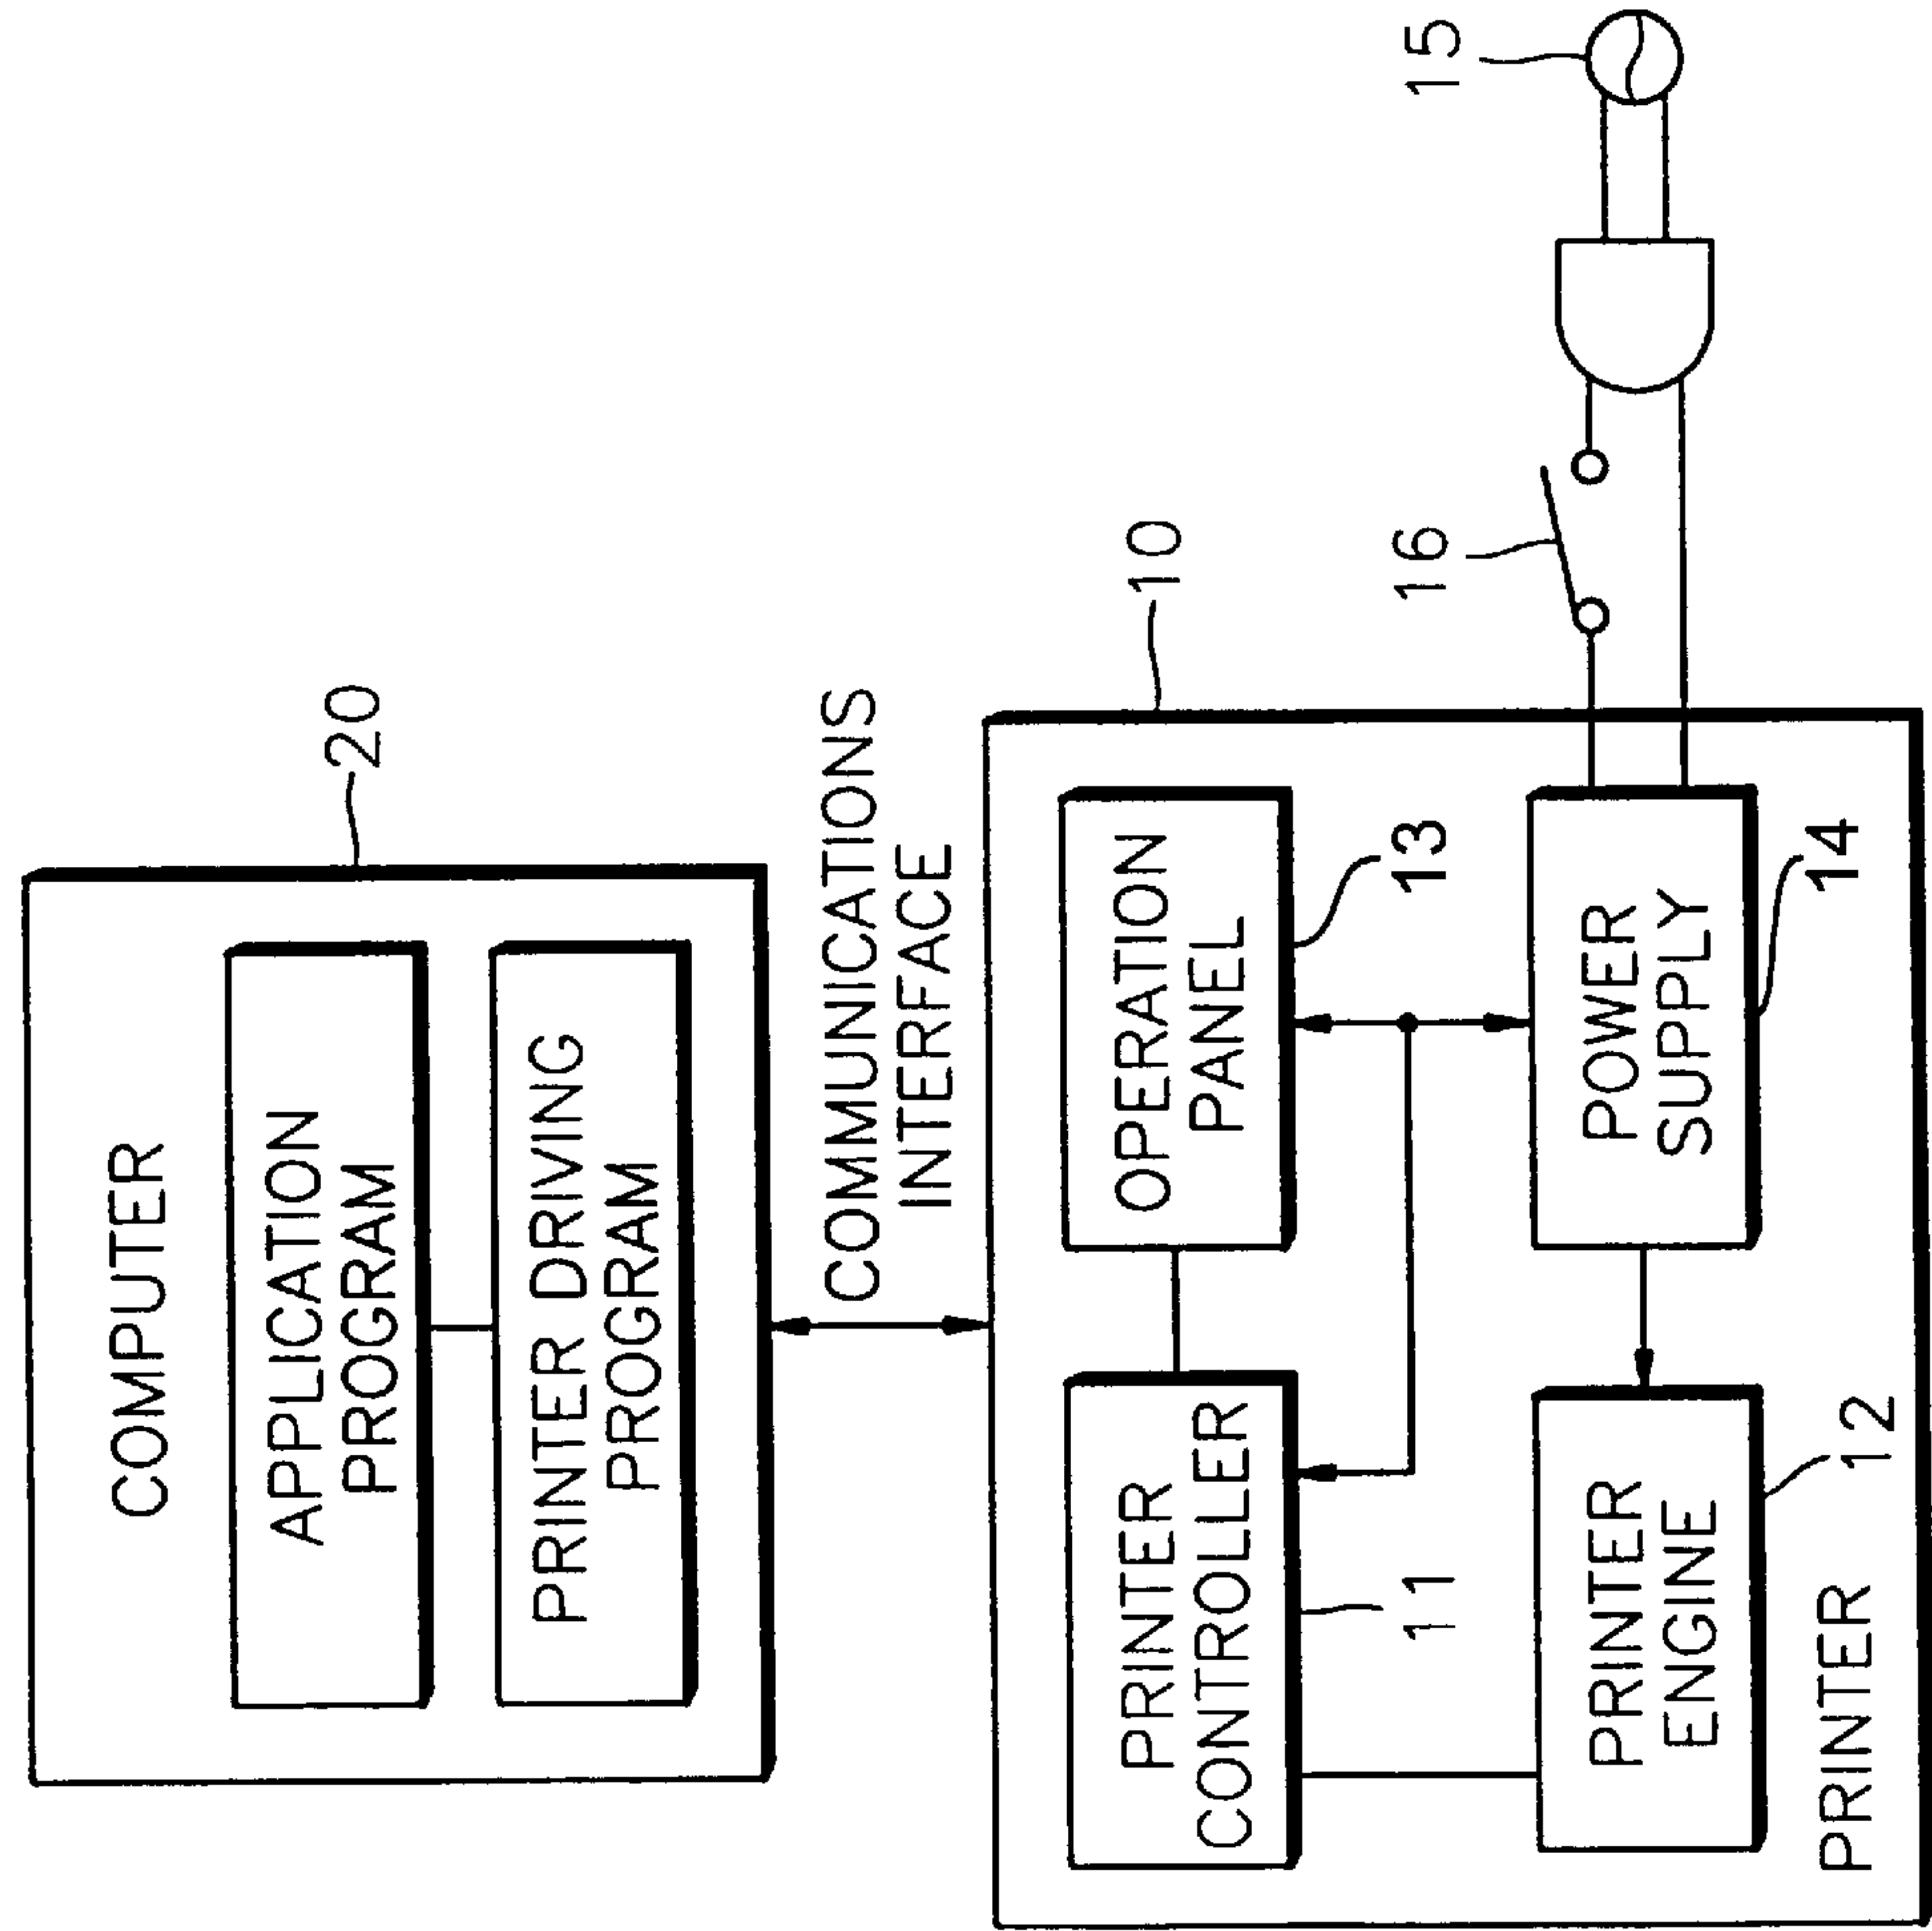 COMPUTER
20
APPLICATION
PROGRAM
PRINTER DRIVING
PROGRAM
COMMUNICATIONS
INTERFACE
10
PRINTER
CONTROLLER
OPERATION
PANEL
11
13
16
15
PRINTER
ENGINE
POWER
SUPPLY
12
14
PRINTER